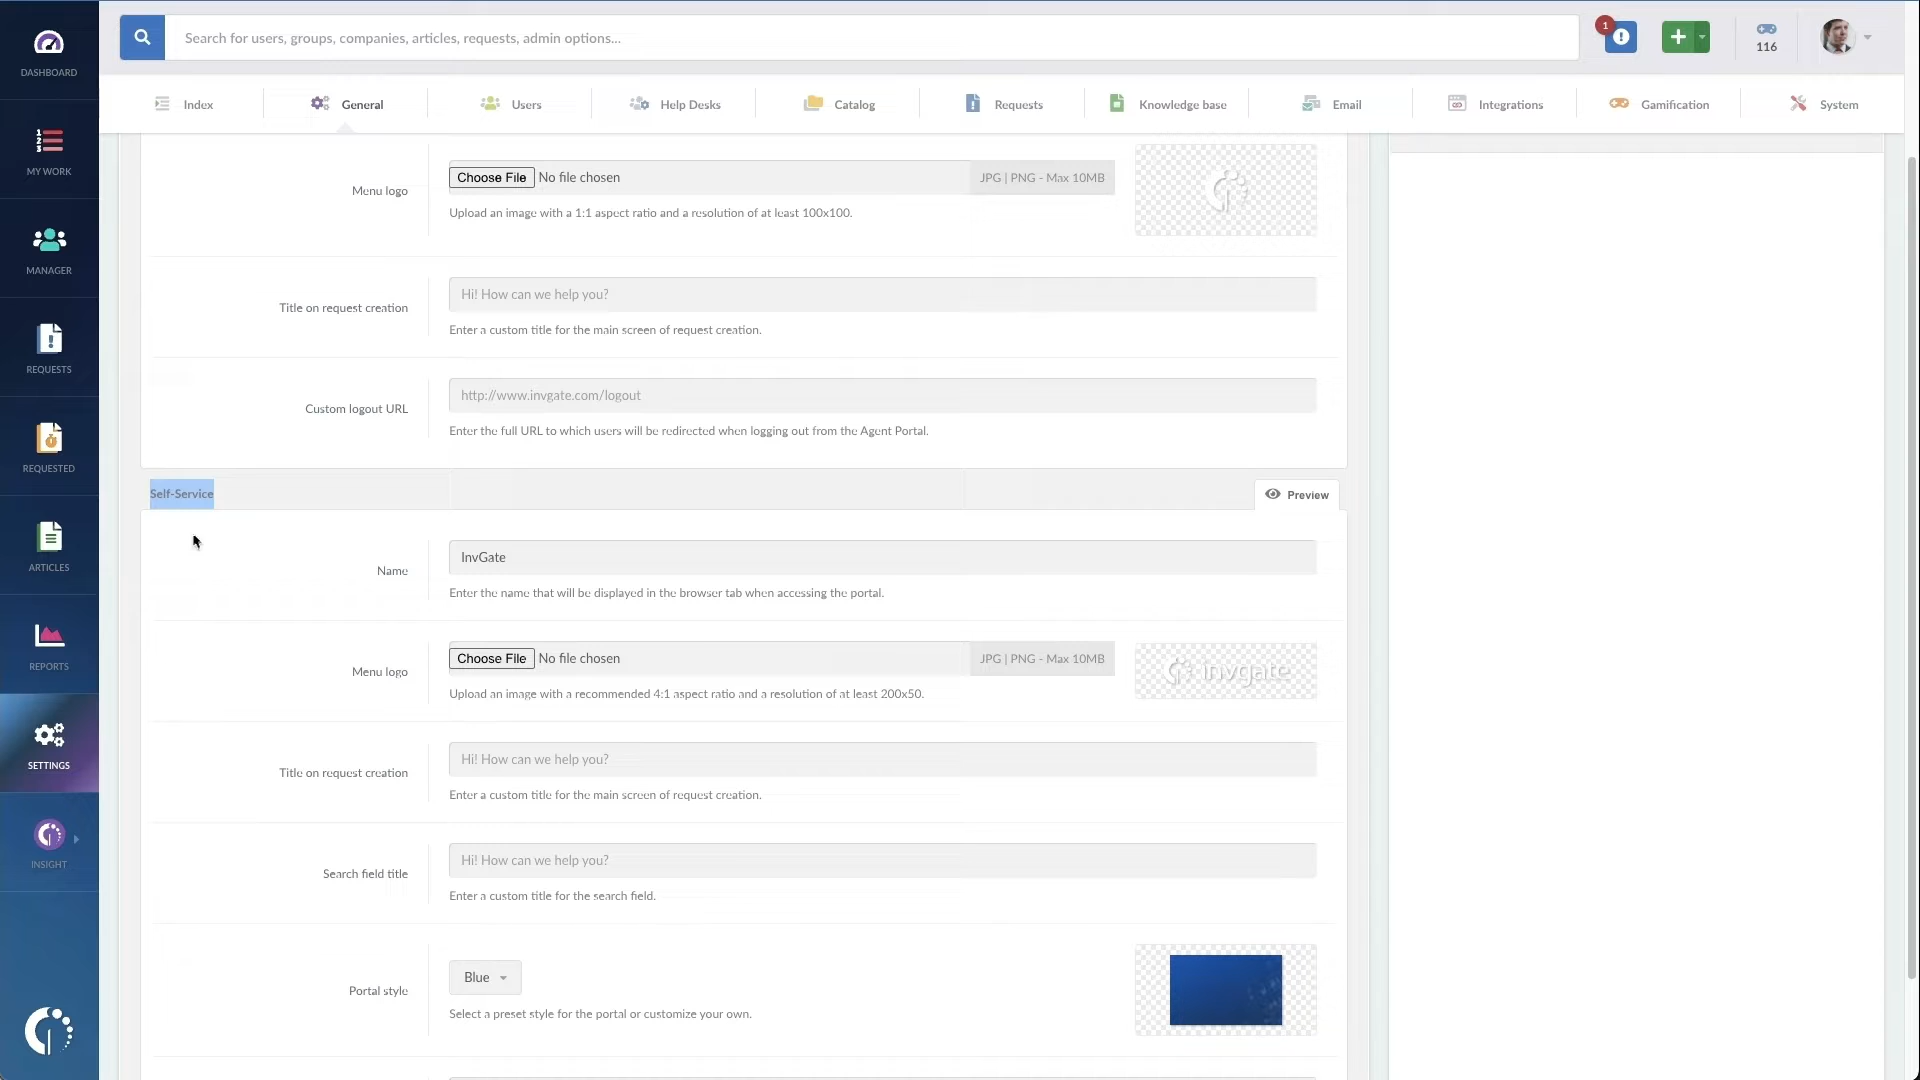 Search for users, groups, companies, articles, requests, admin options...
1
116
DASHBOARD
MY WORK
MANAGER
REQUESTS
REQUESTED
ARTICLES
REPORTS
SETTINGS
INSIGHT
Index
General
Users
Help Desks
Catalog
Requests
Knowledge base
Email
Integrations
Gamification
System
Menu logo
Choose File No file chosen
JPG | PNG - Max 10MB
Upload an image with a 1:1 aspect ratio and a resolution of at least 100x100.
Title on request creation
Hi! How can we help you?
Enter a custom title for the main screen of request creation.
Custom logout URL
http://www.invgate.com/logout
Enter the full URL to which users will be redirected when logging out from the Agent Portal.
Self-Service
Preview
Name
InvGate
Enter the name that will be displayed in the browser tab when accessing the portal.
Menu logo
Choose File No file chosen
JPG | PNG - Max 10MB
invgate
Upload an image with a recommended 4:1 aspect ratio and a resolution of at least 200x50.
Title on request creation
Hi! How can we help you?
Enter a custom title for the main screen of request creation.
Search field title
Hi! How can we help you?
Enter a custom title for the search field.
Portal style
Blue
Select a preset style for the portal or customize your own.